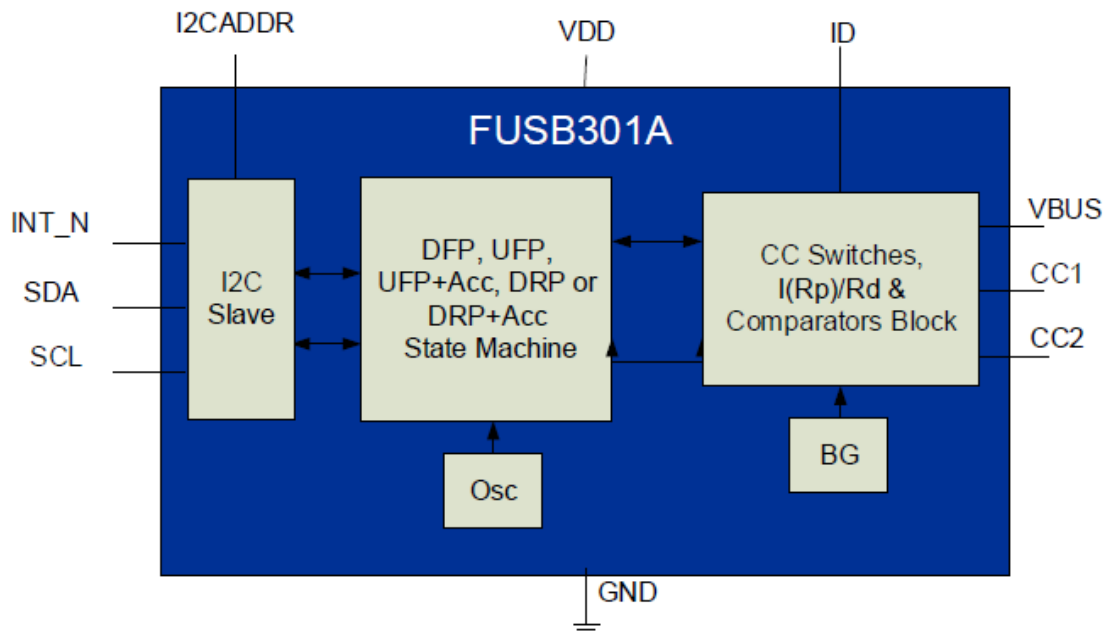 I2CADDR
VDD
ID
FUSB301A
INT_N
SDA
SCL
I2C
Slave
DFP, UFP,
UFP+Acc, DRP or
DRP+Acc
State Machine
CC Switches,
I(Rp)/Rd &
Comparators Block
VBUS
CC1
CC2
Osc
BG
GND